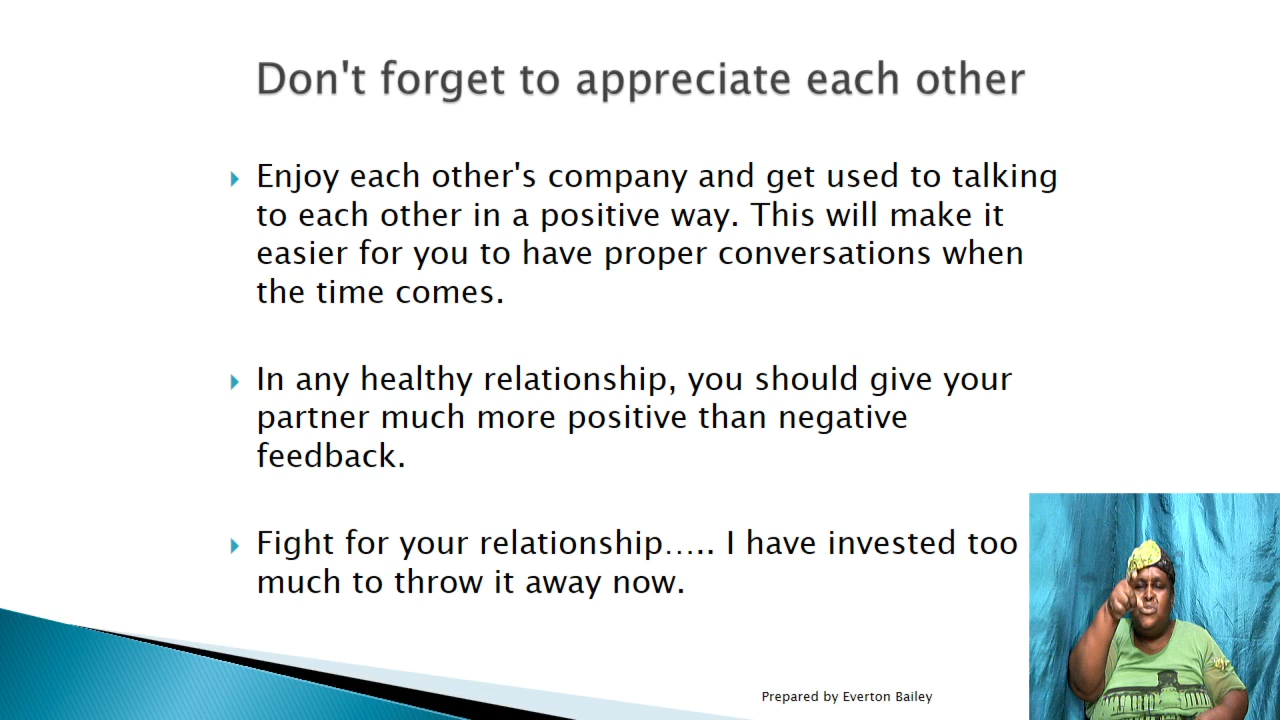 Don't forget to appreciate each other
Enjoy each other's company and get used to talking
to each other in a positive way. This will make it
easier for you to have proper conversations when
the time comes.
In any healthy relationship, you should give your
partner much more positive than negative
feedback.
Fight for your relationship….. I have invested too
much to throw it away now.
Prepared by Everton Bailey